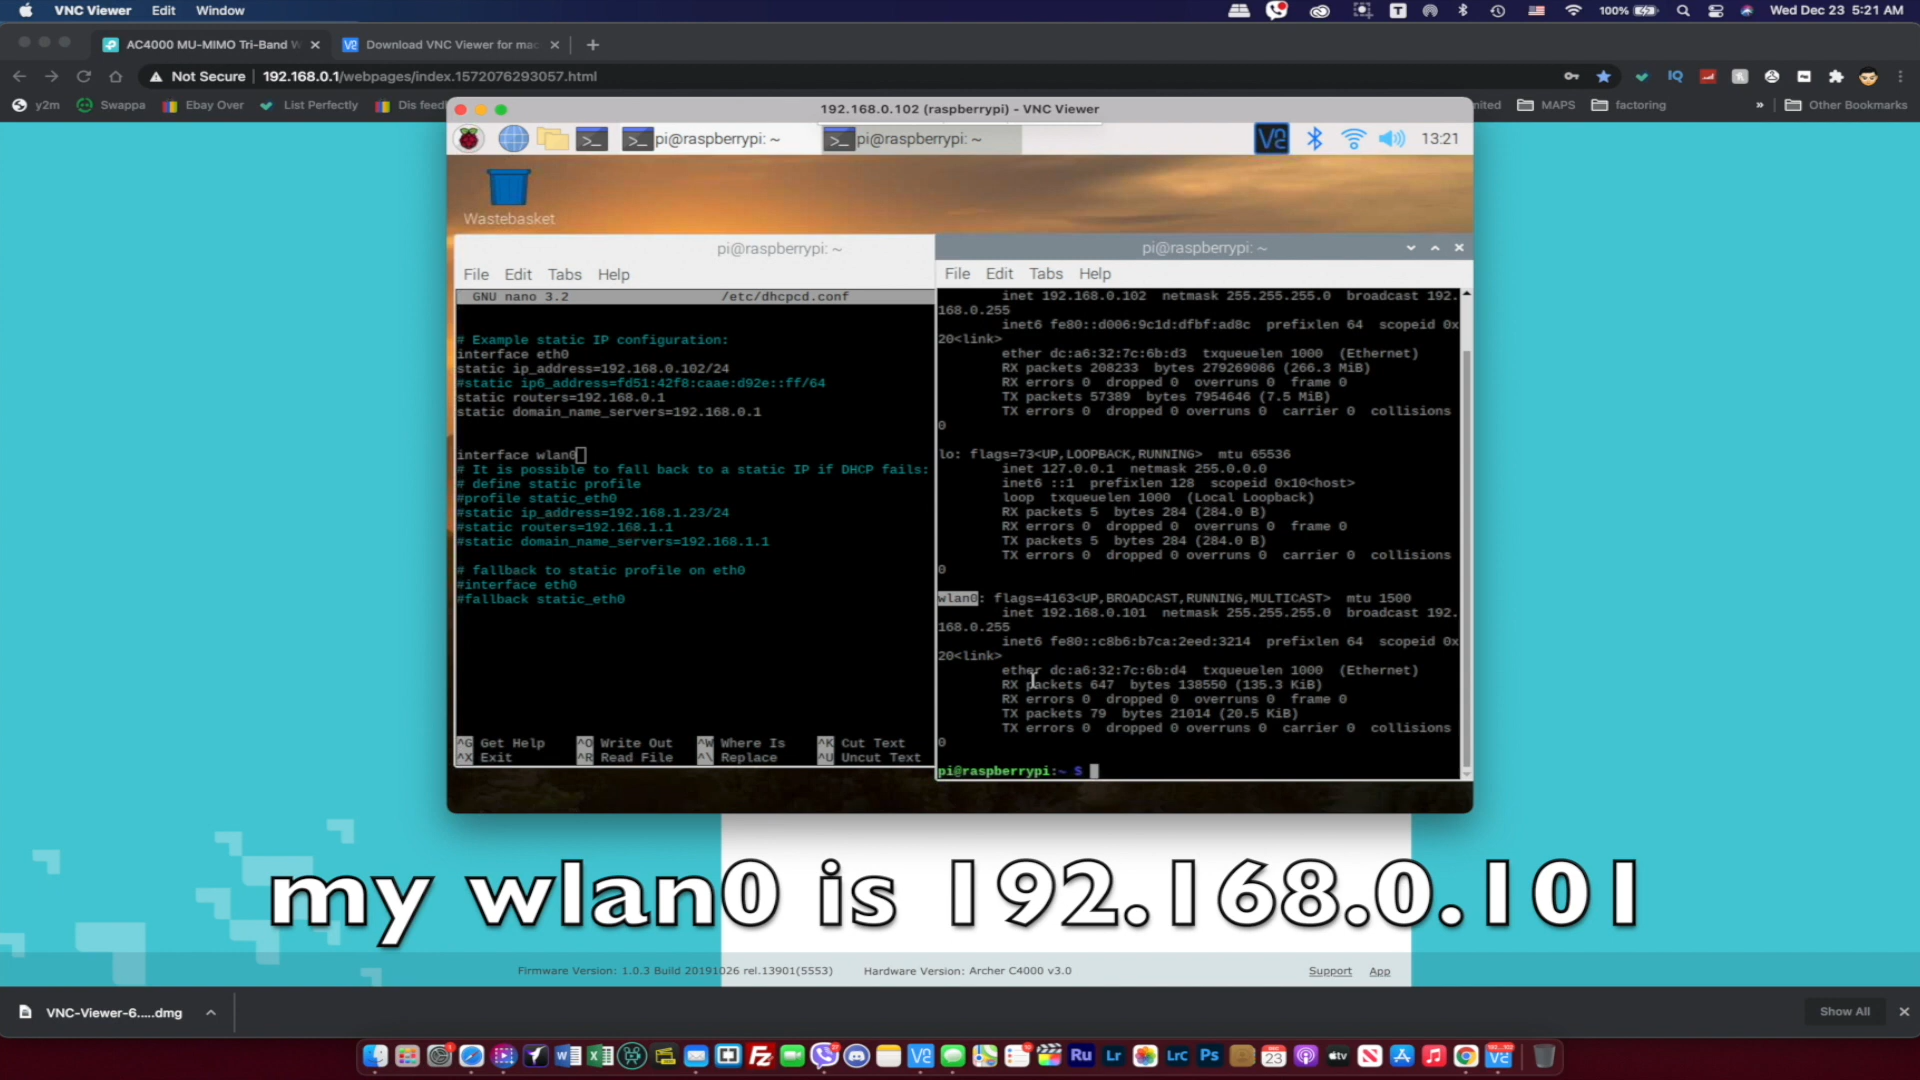 VNC Viewer Edit Window 100% Wed Dec 23 5:21 AM
AC4000 MU-MIMO Tri-Band W Download VNC Viewer for mac
Not Secure 192.168.0.1/webpages/index.1572076293057.html
y2m Swappa Ebay Over List Perfectly Dis feed MAPS factoring » Other Bookmarks
192.168.0.102 (raspberrypi) - VNC Viewer
pi@raspberrypi: ~ pi@raspberrypi: ~ 13:21
Wastebasket
pi@raspberrypi: ~
File Edit Tabs Help
GNU nano 3.2 /etc/dhcpcd.conf
# Example static IP configuration:
interface eth0
static ip_address=192.168.0.102/24
#static ip6_address=fd51:42f8:caae:d92e::ff/64
static routers=192.168.0.1
static domain_name_servers=192.168.0.1
interface wlan0
# It is possible to fall back to a static IP if DHCP fails:
# define static profile
#profile static_eth0
#static ip_address=192.168.1.23/24
#static routers=192.168.1.1
#static domain_name_servers=192.168.1.1
# fallback to static profile on eth0
#interface eth0
#fallback static_eth0
^G Get Help ^O Write Out ^W Where Is ^K Cut Text
^X Exit ^R Read File ^\ Replace ^U Uncut Text
pi@raspberrypi: ~
File Edit Tabs Help
inet 192.168.0.102 netmask 255.255.255.0 broadcast 192.
168.0.255
inet6 fe80::d006:9c1d:dfbf:ad8c prefixlen 64 scopeid 0x
20<link>
ether dc:a6:32:7c:6b:d3 txqueuelen 1000 (Ethernet)
RX packets 208233 bytes 279269086 (266.3 MiB)
RX errors 0 dropped 0 overruns 0 frame 0
TX packets 57389 bytes 7954646 (7.5 MiB)
TX errors 0 dropped 0 overruns 0 carrier 0 collisions
0
lo: flags=73<UP,LOOPBACK,RUNNING> mtu 65536
inet 127.0.0.1 netmask 255.0.0.0
inet6 ::1 prefixlen 128 scopeid 0x10<host>
loop txqueuelen 1000 (Local Loopback)
RX packets 5 bytes 284 (284.0 B)
RX errors 0 dropped 0 overruns 0 frame 0
TX packets 5 bytes 284 (284.0 B)
TX errors 0 dropped 0 overruns 0 carrier 0 collisions
0
wlan0: flags=4163<UP,BROADCAST,RUNNING,MULTICAST> mtu 1500
inet 192.168.0.101 netmask 255.255.255.0 broadcast 192.
168.0.255
inet6 fe80::c8b6:b7ca:2eed:3214 prefixlen 64 scopeid 0x
20<link>
ether dc:a6:32:7c:6b:d4 txqueuelen 1000 (Ethernet)
RX packets 647 bytes 138550 (135.3 KiB)
RX errors 0 dropped 0 overruns 0 frame 0
TX packets 79 bytes 21014 (20.5 KiB)
TX errors 0 dropped 0 overruns 0 carrier 0 collisions
0
pi@raspberrypi:~ $
my wlan0 is 192.168.0.101
Firmware Version: 1.0.3 Build 20191026 rel.13901(5553) Hardware Version: Archer C4000 v3.0 Support App
VNC-Viewer-6.....dmg Show All
Ru Lr 23 Lrc Ps tv